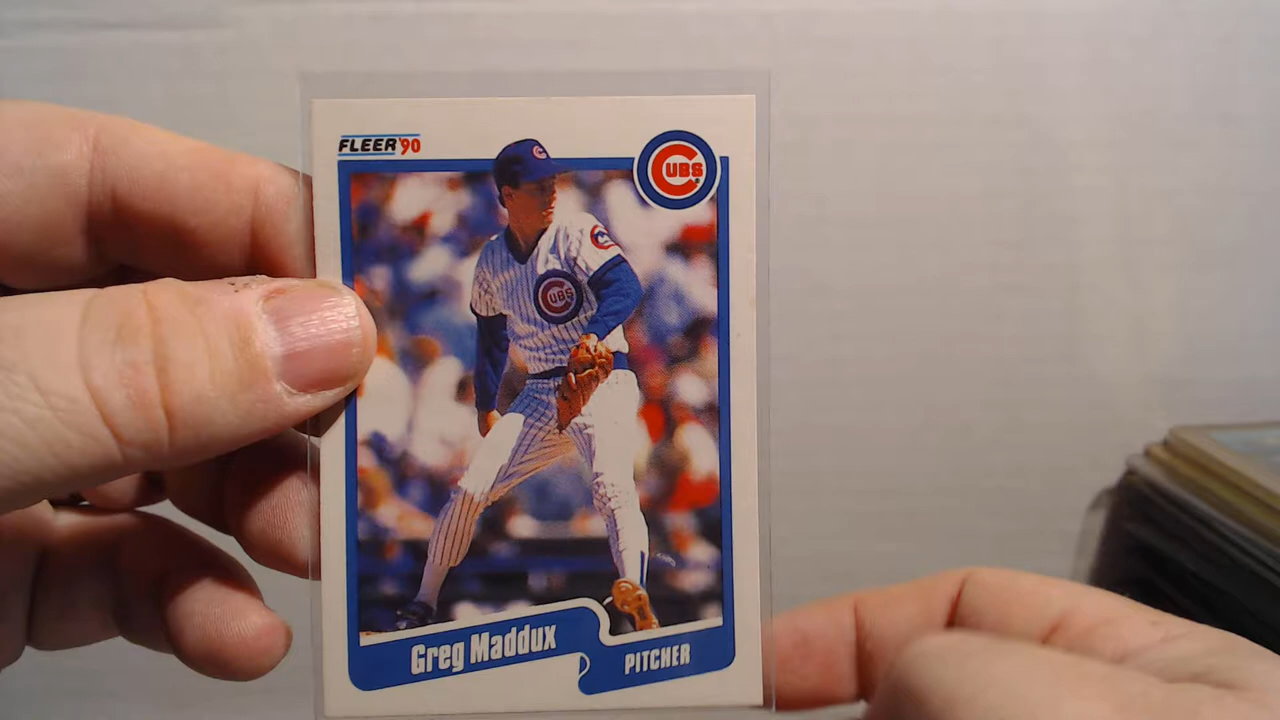 FLEER '90
CUBS
CUBS
Greg Maddux
PITCHER